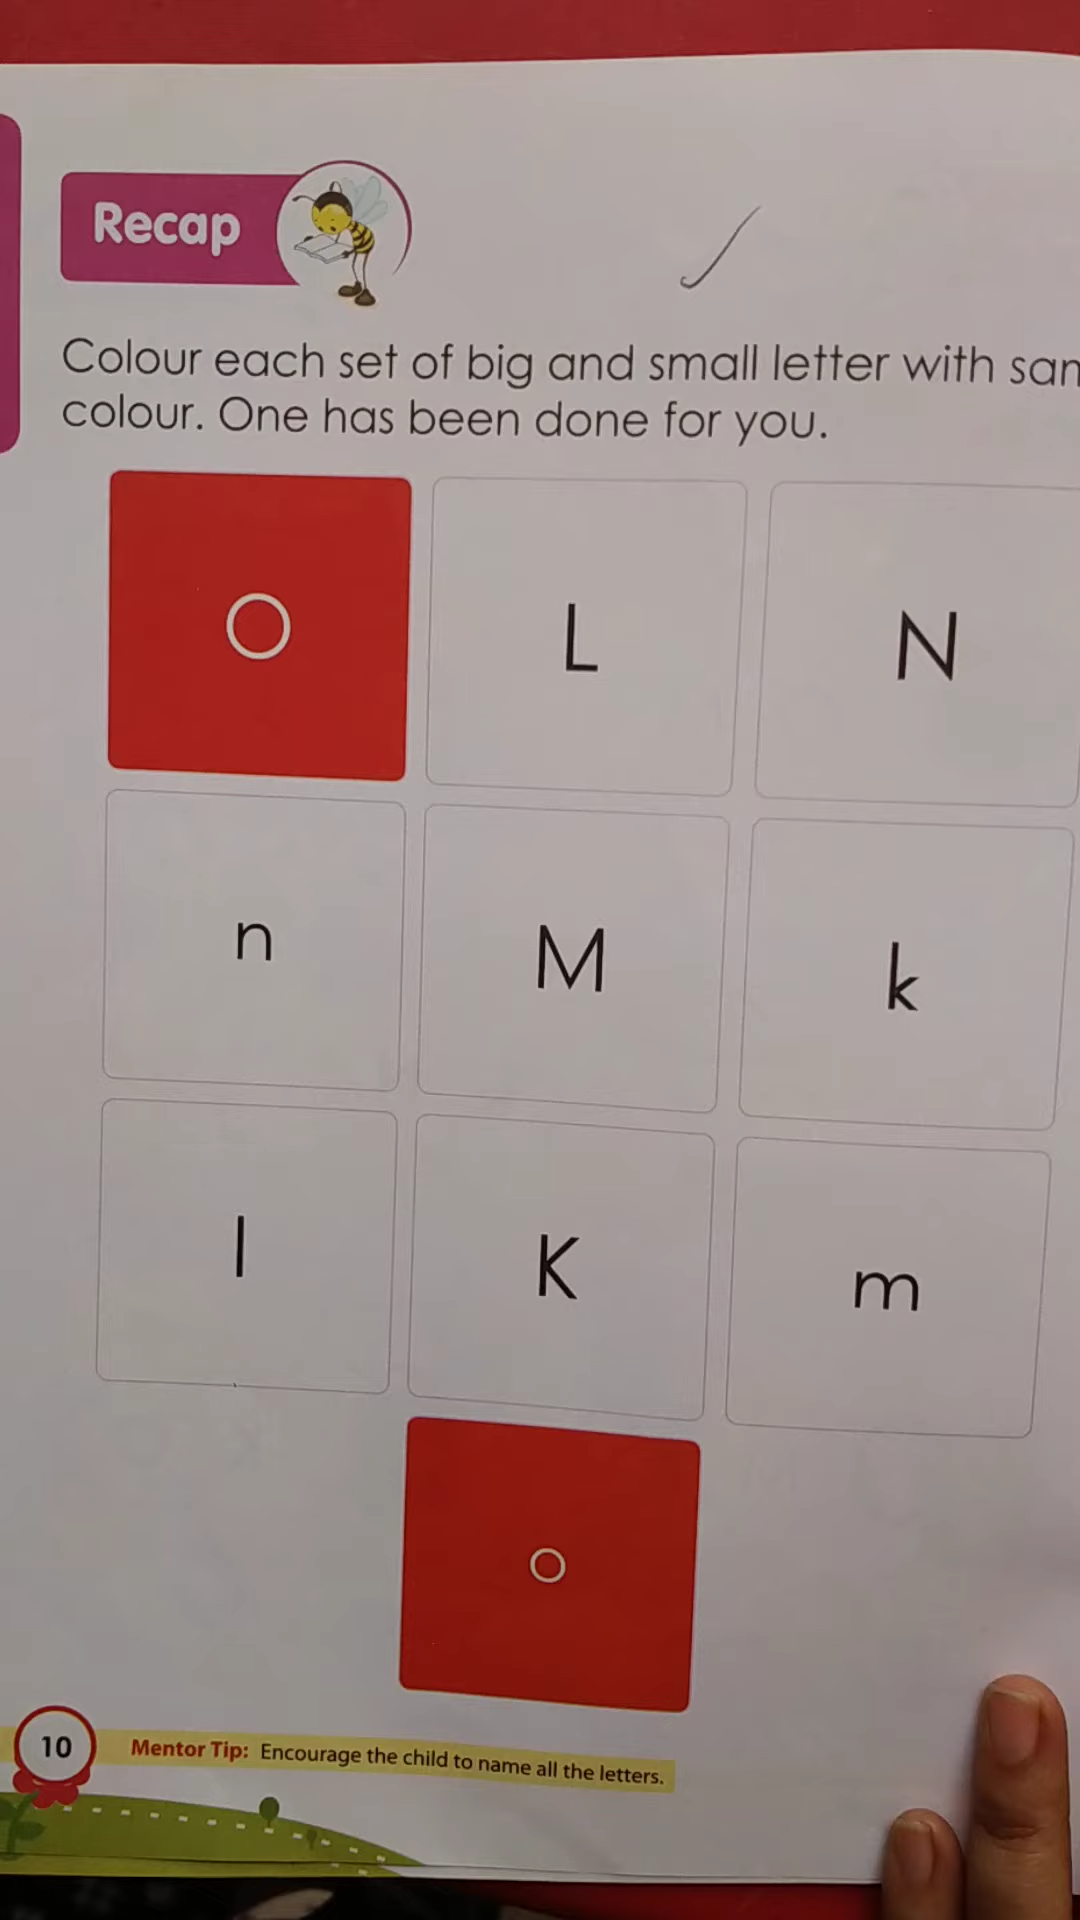 Recap
Colour each set of big and small letter with
colour. One has been done for you.
O L N
n M k
l K m
o
10
Mentor Tip: Encourage the child to name all the letters.